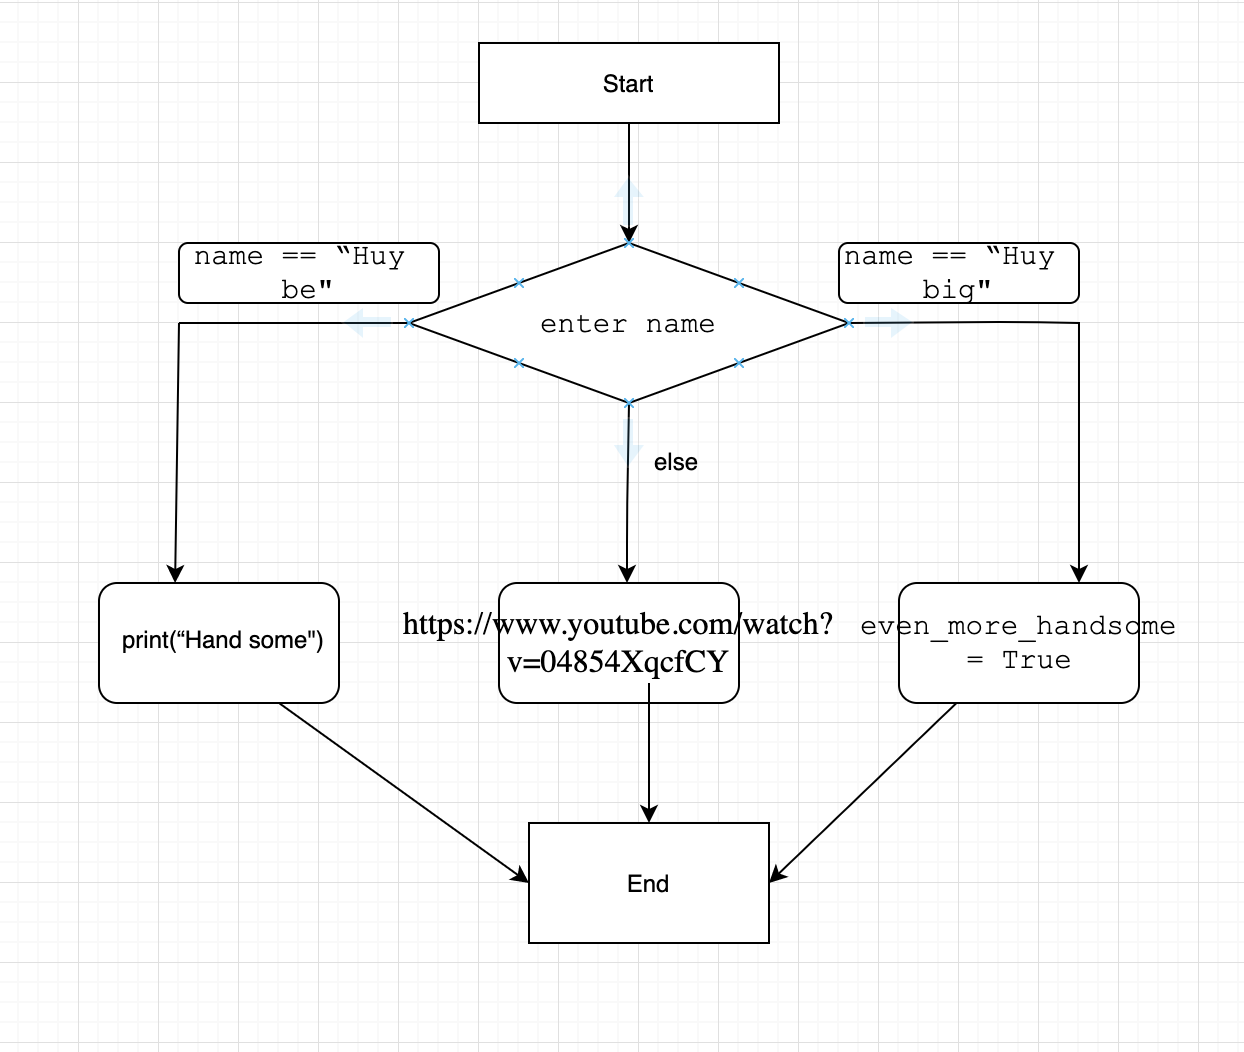 Start
name == “Huy
be"
name == “Huy
big"
enter name
else
print(“Hand some")
https://www.youtube.com/watch?
v=04854XqcfCY
even_more_handsome
= True
End